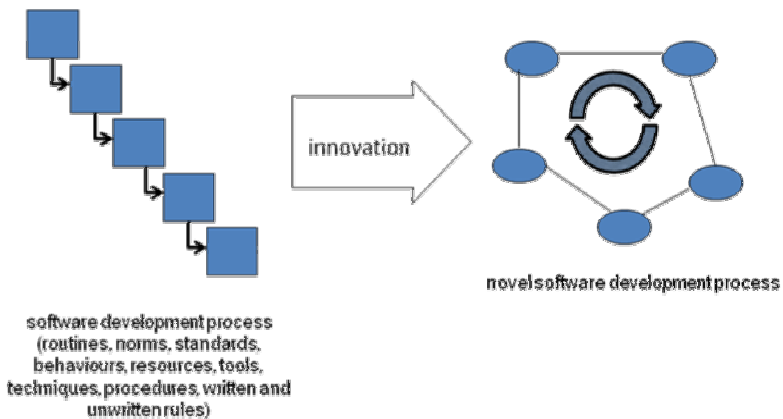 innovation
novel software development process
software development process
(routines, norms, standards,
behaviours, resources, tools,
techniques, procedures, written and
unwritten rules)